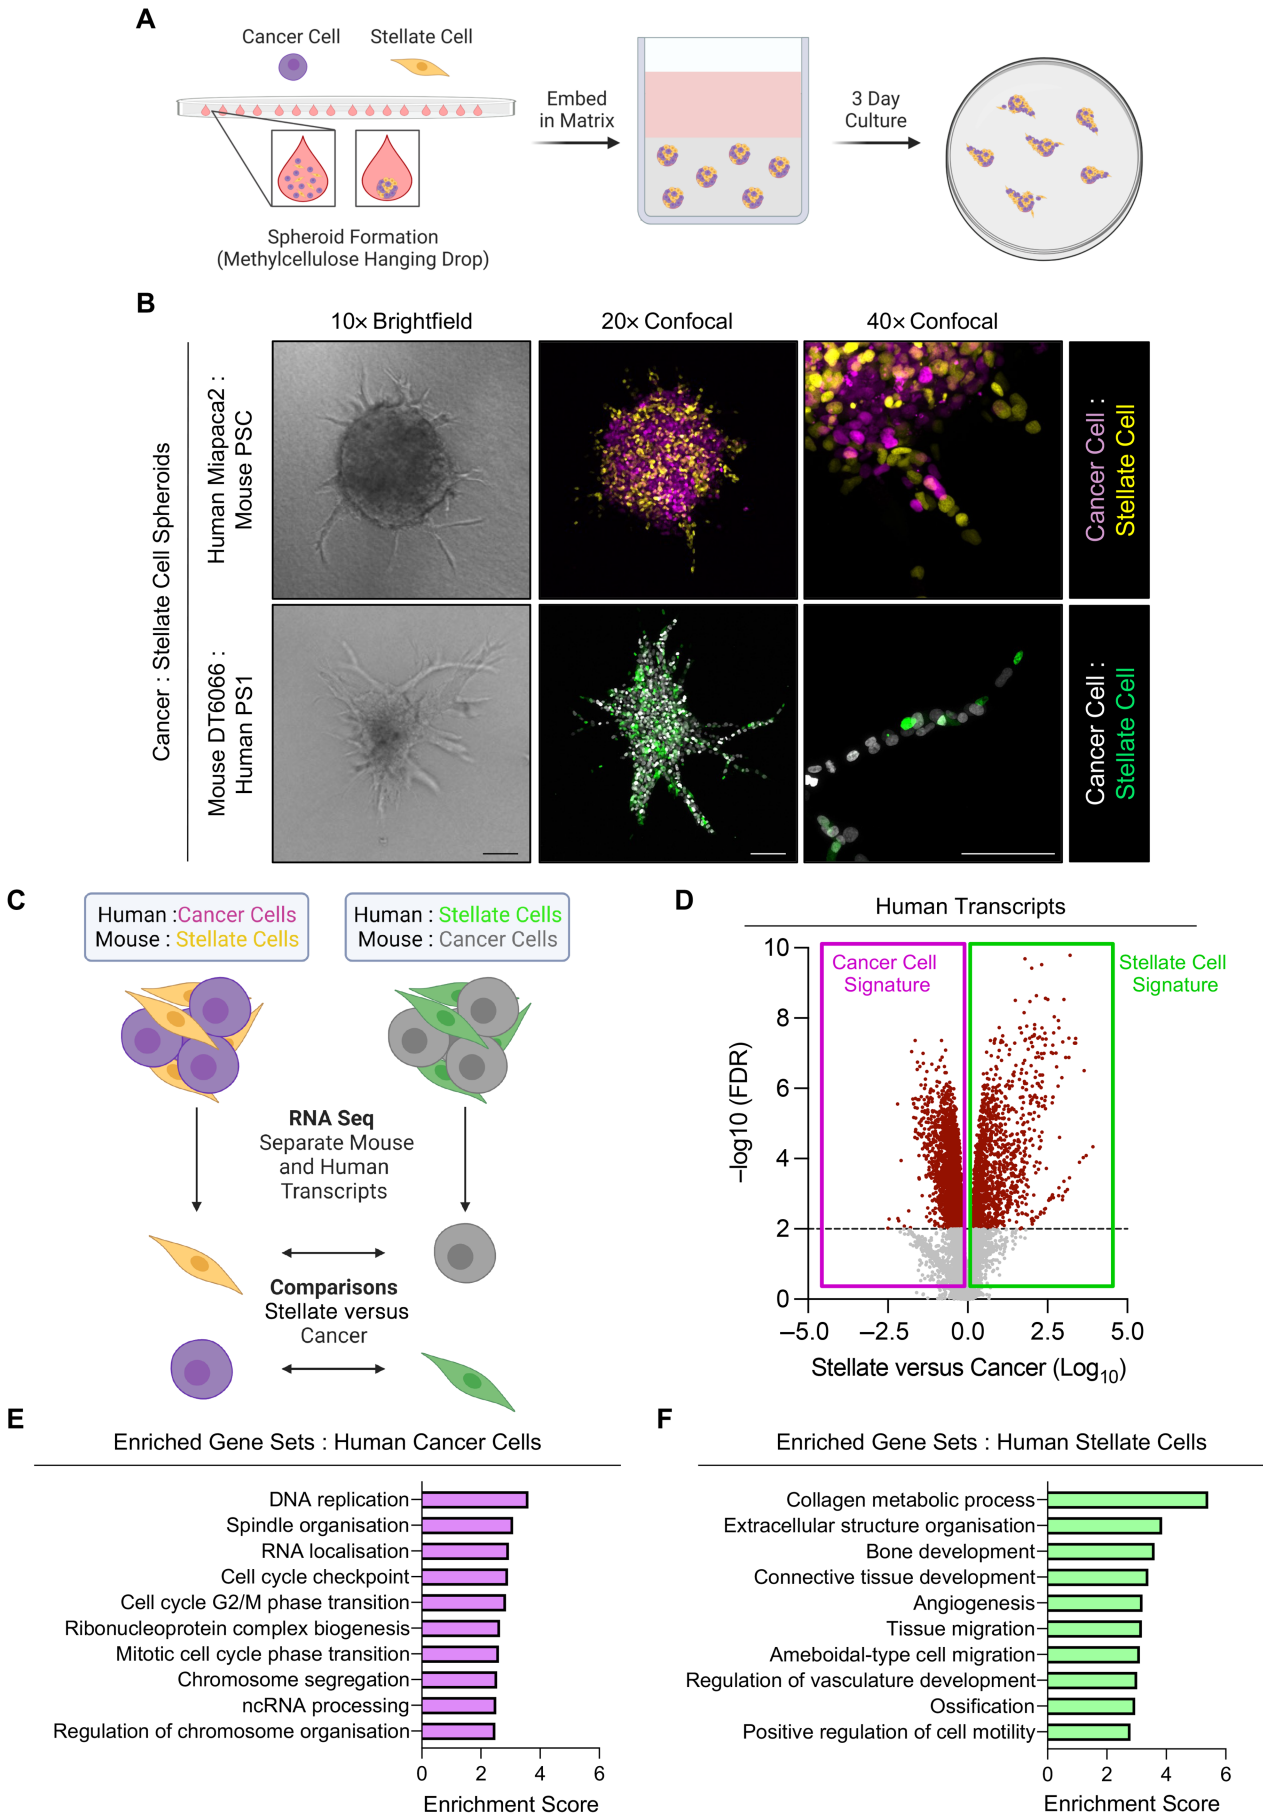 A
Cancer Cell
Stellate Cell
Embed
in Matrix
3 Day
Culture
Spheroid Formation
(Methylcellulose Hanging Drop)
B
10× Brightfield
20× Confocal
40× Confocal
Cancer : Stellate Cell Spheroids
Human Miapaca2 :
Mouse PSC
Cancer Cell :
Stellate Cell
Mouse DT6066 :
Human PS1
Cancer Cell :
Stellate Cell
C
Human :Cancer Cells
Mouse : Stellate Cells
Human : Stellate Cells
Mouse : Cancer Cells
RNA Seq
Separate Mouse
and Human
Transcripts
Comparisons
Stellate versus
Cancer
D
Human Transcripts
Cancer Cell
Signature
Stellate Cell
Signature
−log10 (FDR)
10
8
6
4
2
0
−5.0
−2.5
0.0
2.5
5.0
Stellate versus Cancer (Log10)
E
Enriched Gene Sets : Human Cancer Cells
DNA replication
Spindle organisation
RNA localisation
Cell cycle checkpoint
Cell cycle G2/M phase transition
Ribonucleoprotein complex biogenesis
Mitotic cell cycle phase transition
Chromosome segregation
ncRNA processing
Regulation of chromosome organisation
0
2
4
6
Enrichment Score
F
Enriched Gene Sets : Human Stellate Cells
Collagen metabolic process
Extracellular structure organisation
Bone development
Connective tissue development
Angiogenesis
Tissue migration
Ameboidal-type cell migration
Regulation of vasculature development
Ossification
Positive regulation of cell motility
0
2
4
6
Enrichment Score